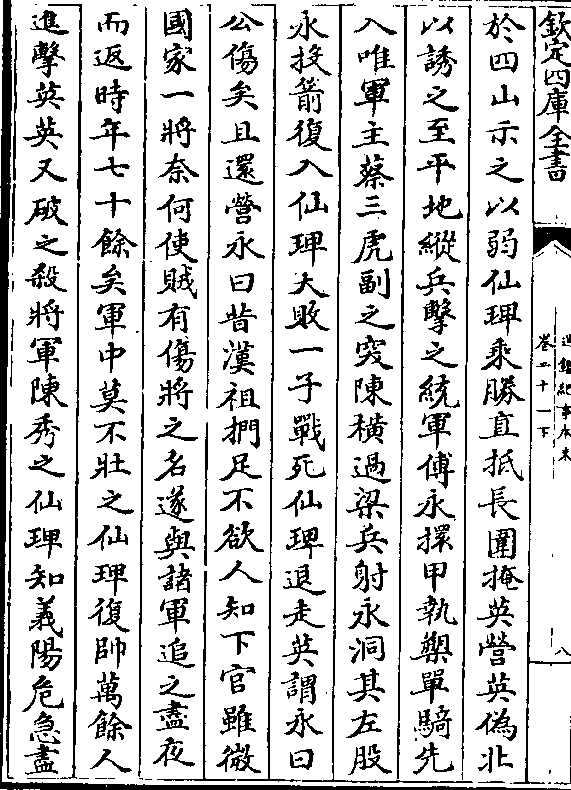 欽定四庫全書
通鑑紀事本末
卷二十一下
八
於四山示之以弱仙琕乘勝直抵長圍掩英營英偽北
以誘之至平地縱兵擊之統軍傅永擐甲執槊單騎先
入唯軍主蔡三虎副之突陳橫過梁兵射永洞其左股
永拔箭復入仙琕大敗一子戰死仙琕退走英謂永曰
公傷矣且還營永曰昔漢祖捫足不欲人知下官雖微
國家一將奈何使賊有傷將之名遂與諸軍追之盡夜
而返時年七十餘矣軍中莫不壯之仙琕復帥萬餘人
進擊英英又破之殺將軍陳秀之仙琕知義陽危急盡